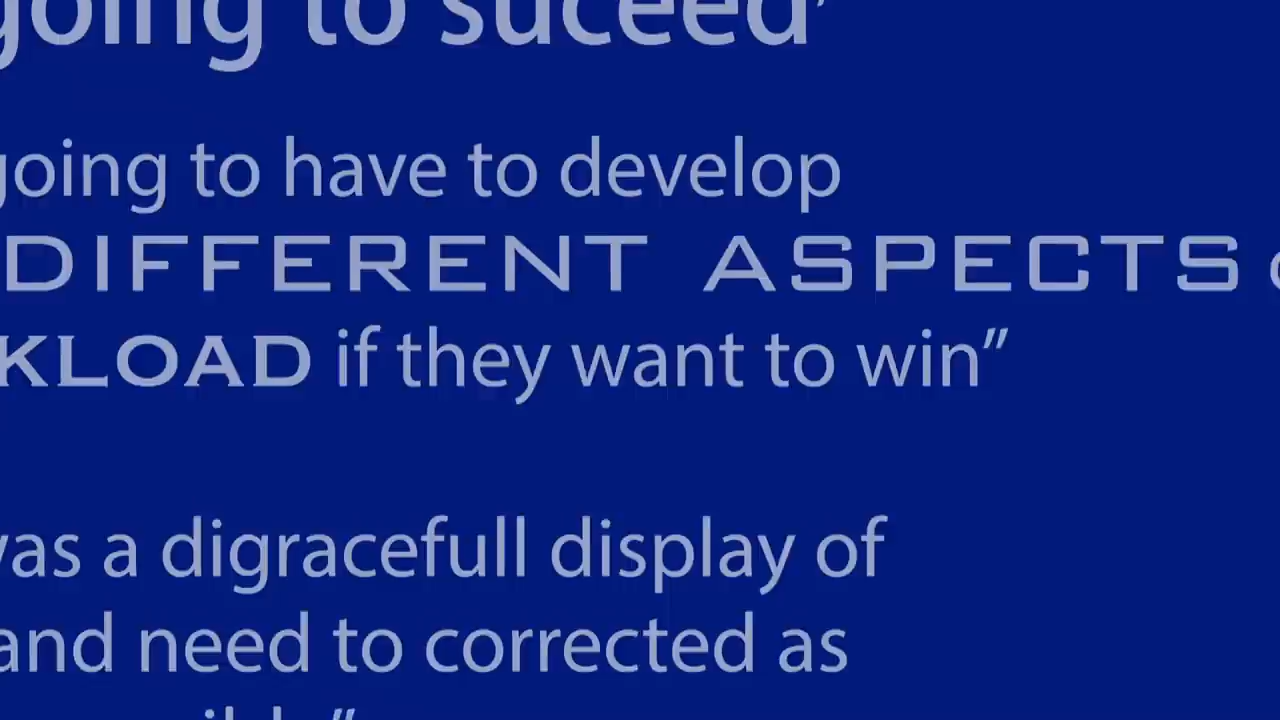 going to suceed’
going to have to develop
DIFFERENT ASPECTS
KLOAD if they want to win”
was a digracefull display of
and need to corrected as